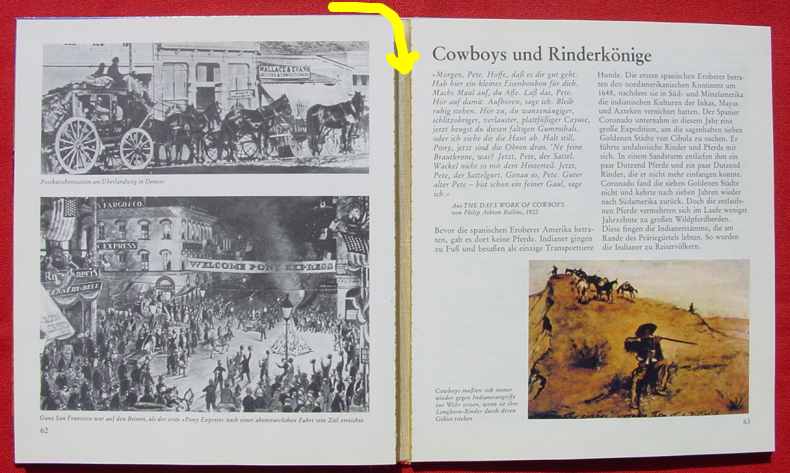 WALLACE & EVANS
Postkutschenstation am Überlandweg in Denver
FARGO & CO.
EXPRESS
WELCOME PONY EXPRESS
Ganz San Franzisco war auf den Beinen, als der erste »Pony Express« nach einer abenteuerlichen Fahrt sein Ziel erreichte
62
Cowboys und Rinderkönige
»Morgen, Pete. Hoffe, daß es dir gut geht.
Hab hier ein kleines Eisenbonbon für dich.
Machs Maul auf, du Affe. Laß das, Pete.
Hör auf damit. Aufhören, sage ich. Bleib
ruhig stehen. Hör zu, du wanzenäugiger,
schlitzohriger, verlauster, plattfüßiger Cayuse,
jetzt beugst du diesen faltigen Gummihals,
oder ich ziehe dir die Haut ab. Halt still,
Pony, jetzt sind die Ohren dran. 'Ne feine
Brautkrone, was? Jetzt, Pete, der Sattel.
Wackel nicht so mit dem Hinterteil. Jetzt,
Pete, der Sattelgurt. Genau so, Pete. Guter
alter Pete – bist schon ein feiner Gaul, sage
ich.«
Aus THE DAYS WORK OF COWBOYS
von Philip Ashton Rollins, 1922
Bevor die spanischen Eroberer Amerika betra-
ten, gab es dort keine Pferde. Indianer gingen
zu Fuß und besaßen als einzige Transporttiere
Hunde. Die ersten spanischen Eroberer betra-
ten den nordamerikanischen Kontinent um
1648, nachdem sie in Süd- und Mittelamerika
die indianischen Kulturen der Inkas, Mayas
und Azteken vernichtet hatten. Der Spanier
Coronado unternahm in diesem Jahr eine
große Expedition, um die sagenhaften sieben
Goldenen Städte von Cibola zu suchen. Er
führte andalusische Rinder und Pferde mit
sich. In einem Sandsturm entliefen ihm ein
paar Dutzend Pferde und ein paar Dutzend
Rinder, die er nicht mehr einfangen konnte.
Coronado fand die sieben Goldenen Städte
nicht und kehrte nach sieben Jahren wieder
nach Südamerika zurück. Doch die entlaufe-
nen Pferde vermehrten sich im Laufe weniger
Jahrzehnte zu großen Wildpferdherden.
Diese fingen die Indianerstämme, die am
Rande des Präriegürtels lebten. So wurden
die Indianer zu Reitervölkern.
Cowboys mußten sich immer
wieder gegen Indianerangriffe
zur Wehr setzen, wenn sie ihre
Longhorn-Rinder durch deren
Gebiet trieben
63